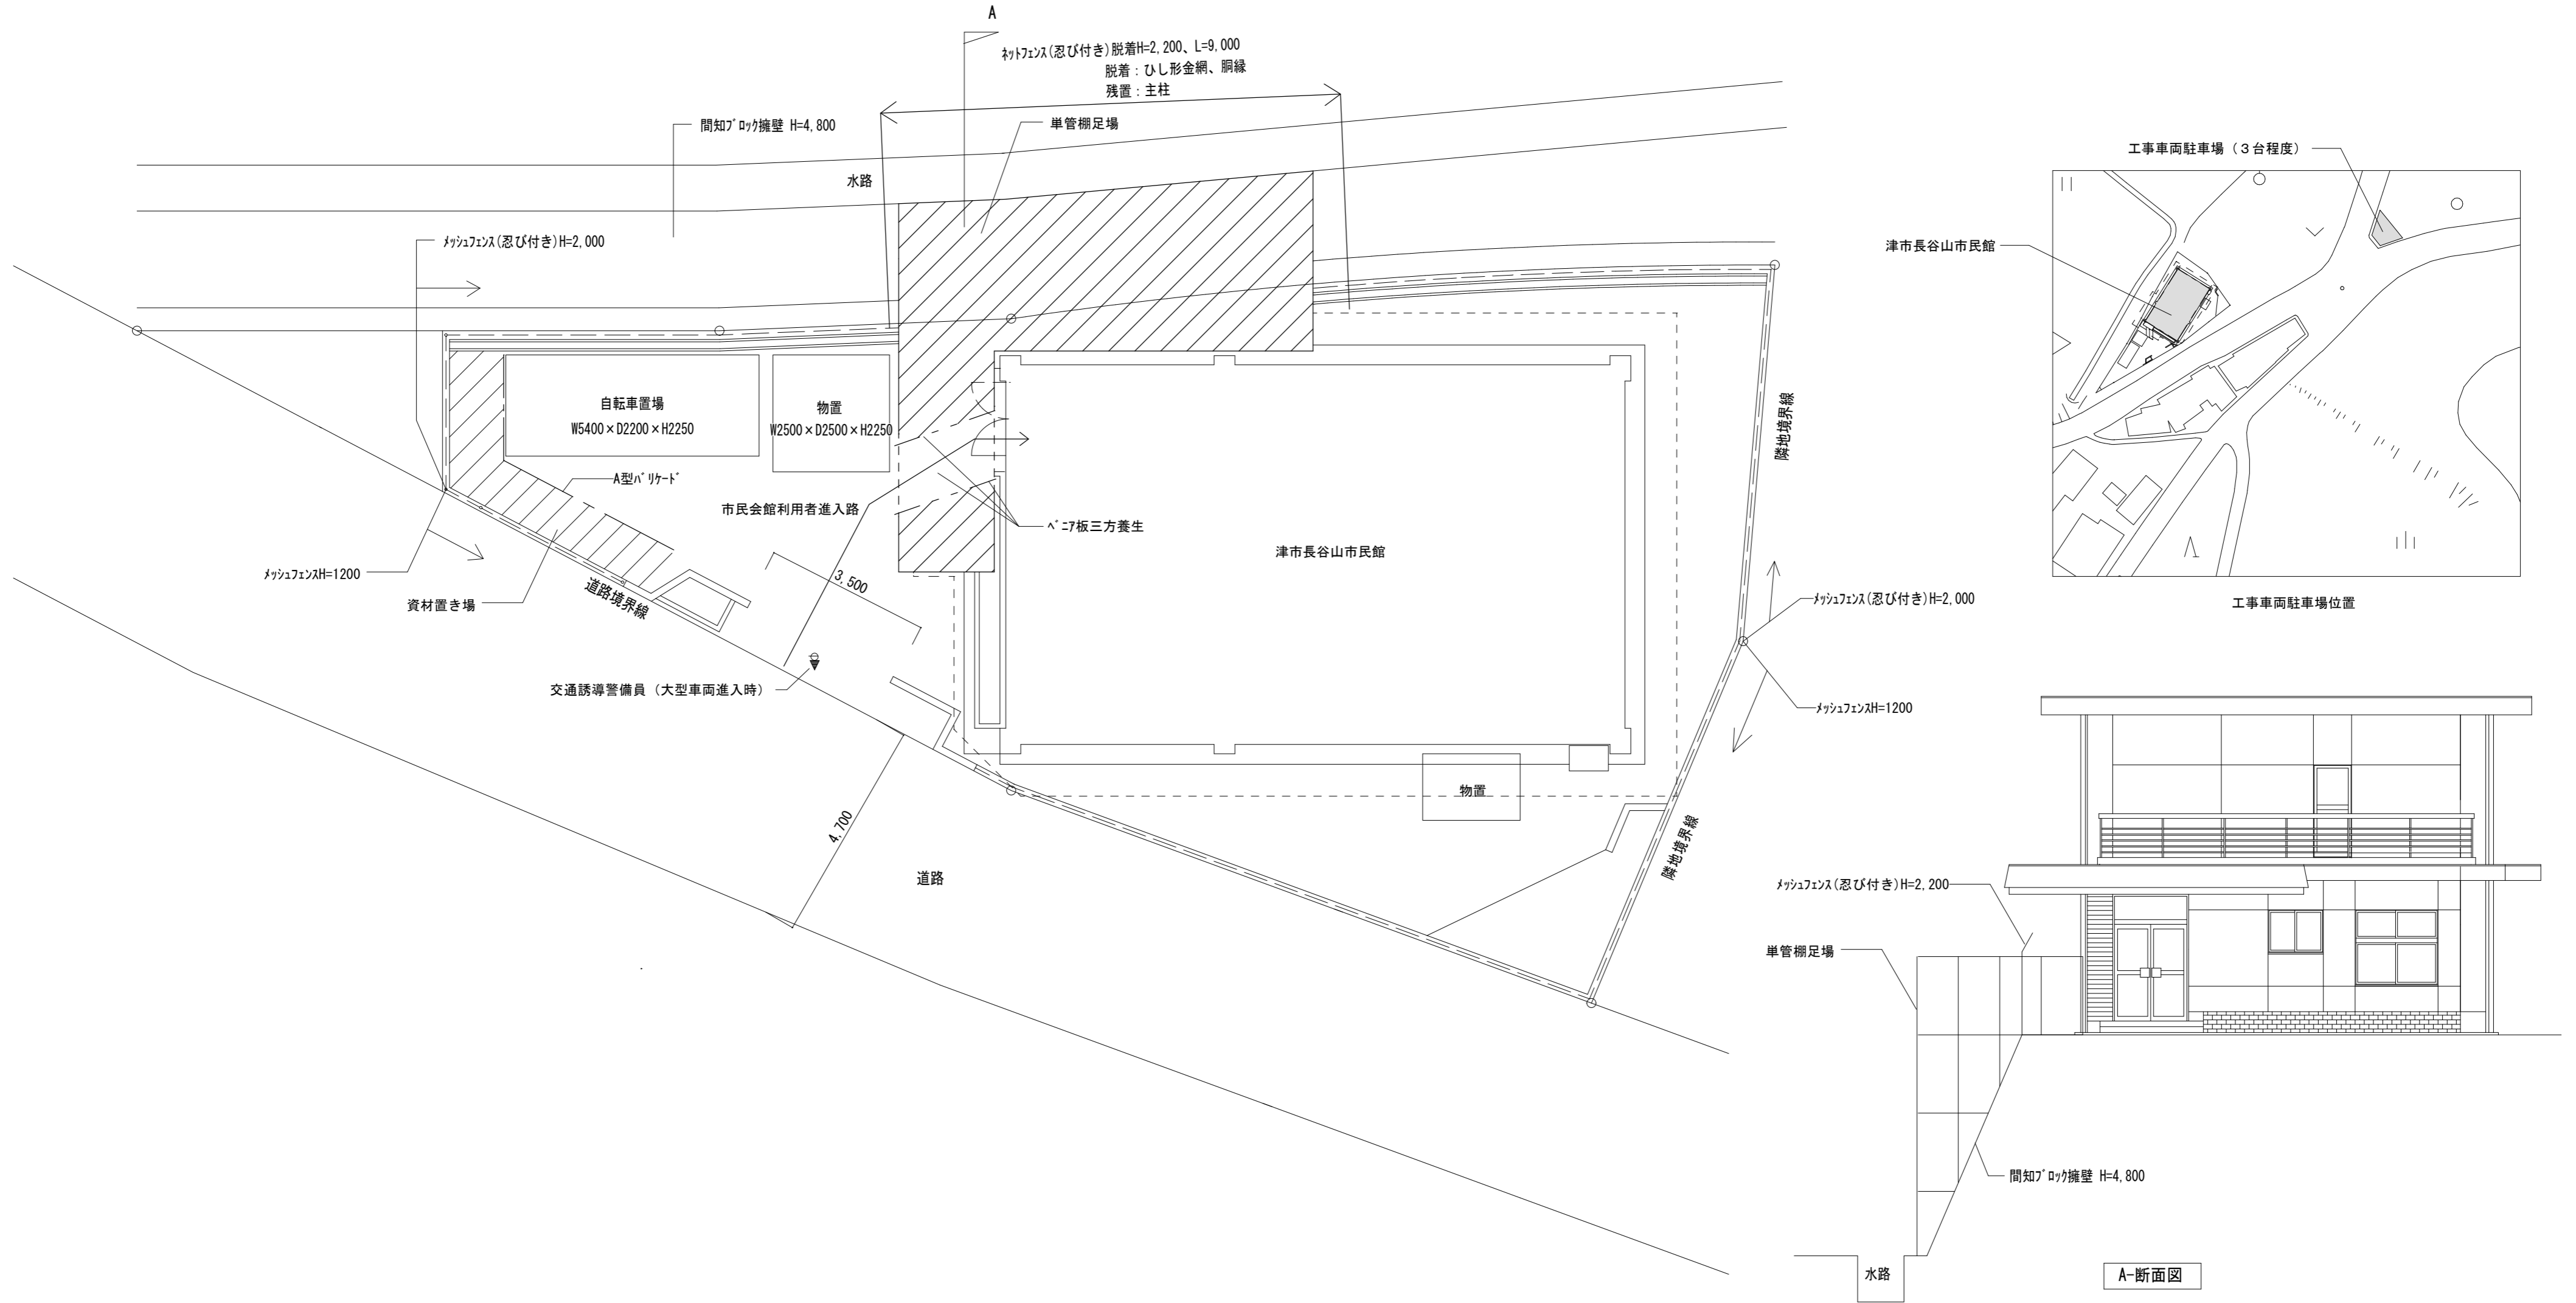 A
ﾈｯﾄﾌｪﾝｽ(忍び付き)脱着H=2,200、L=9,000
脱着：ひし形金網、胴縁
残置：主柱
間知ﾌﾞﾛｯｸ擁壁 H=4,800
単管棚足場
水路
ﾒｯｼｭﾌｪﾝｽ(忍び付き)H=2,000
自転車置場
W5400×D2200×H2250
物置
W2500×D2500×H2250
A型ﾊﾞﾘｹｰﾄﾞ
市民会館利用者進入路
ﾍﾞﾆｱ板三方養生
津市長谷山市民館
隣地境界線
ﾒｯｼｭﾌｪﾝｽH=1200
資材置き場
道路境界線
3,500
交通誘導警備員（大型車両進入時）
4,700
道路
物置
隣地境界線
ﾒｯｼｭﾌｪﾝｽ(忍び付き)H=2,000
ﾒｯｼｭﾌｪﾝｽH=1200
工事車両駐車場（３台程度）
津市長谷山市民館
工事車両駐車場位置
ﾒｯｼｭﾌｪﾝｽ(忍び付き)H=2,200
単管棚足場
間知ﾌﾞﾛｯｸ擁壁 H=4,800
水路
A-断面図